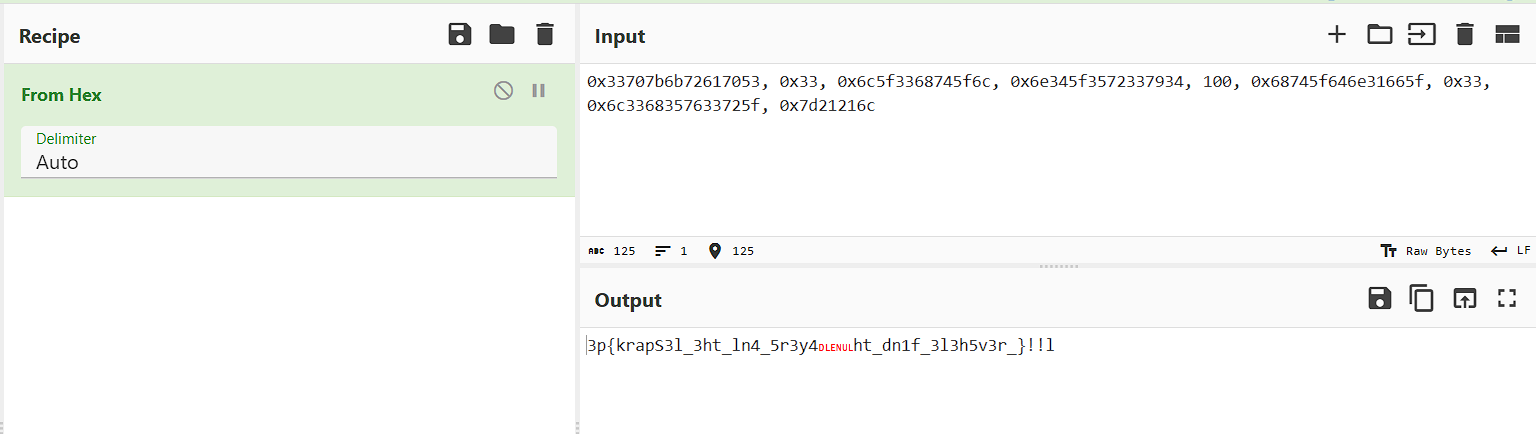 Recipe
Input
From Hex
Delimiter
Auto
0x33707b6b72617053, 0x33, 0x6c5f3368745f6c, 0x6e345f3572337934, 100, 0x68745f646e31665f, 0x33,
0x6c3368357633725f, 0x7d21216c
ABC 125 1 125
Raw Bytes LF
Output
3p{krapS3l_3ht_ln4_5r3y4DLENULht_dn1f_3l3h5v3r_}!!l